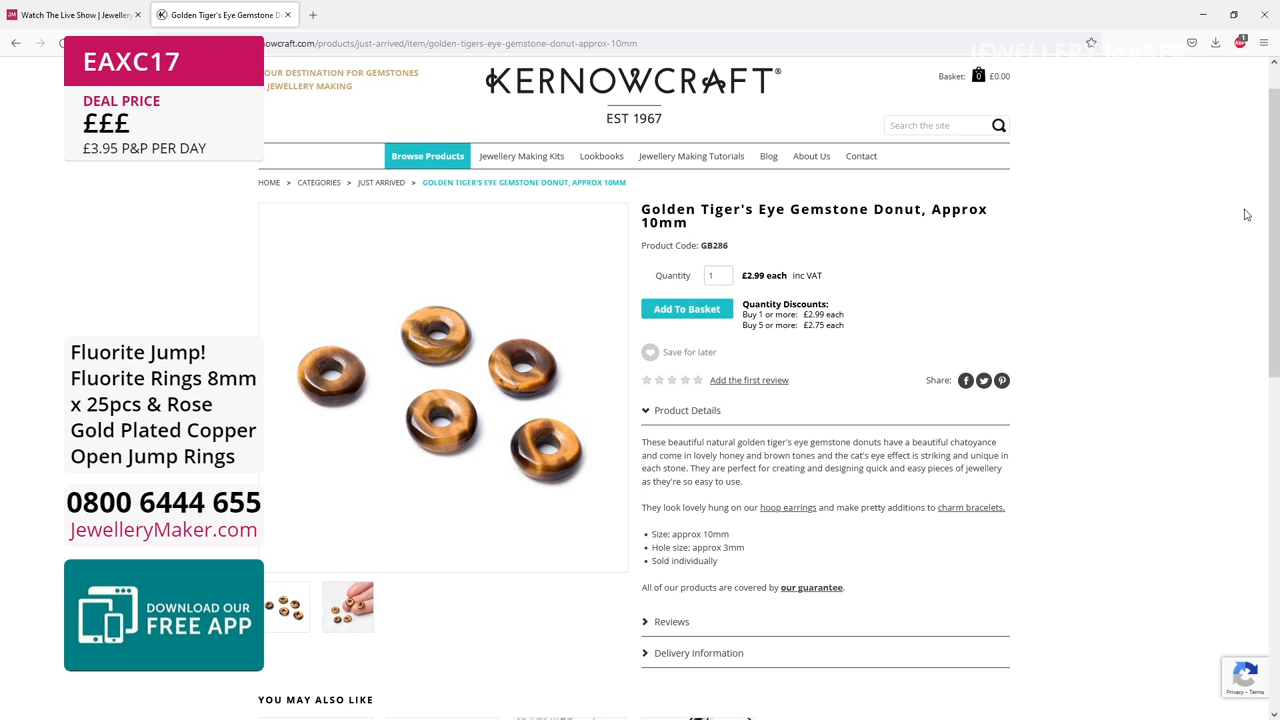 Watch The Live Show | Jewellery
Golden Tiger's Eye Gemstone D
owcraft.com/products/just-arrived/item/golden-tigers-eye-gemstone-donut-approx-10mm
JEWELLERY MAKER
EAXC17
DEAL PRICE
£££
£3.95 P&P PER DAY
OUR DESTINATION FOR GEMSTONES
JEWELLERY MAKING
KERNOWCRAFT®
EST 1967
Basket: 0 £0.00
Search the site
Browse Products Jewellery Making Kits Lookbooks Jewellery Making Tutorials Blog About Us Contact
HOME > CATEGORIES > JUST ARRIVED > GOLDEN TIGER'S EYE GEMSTONE DONUT, APPROX 10MM
Golden Tiger's Eye Gemstone Donut, Approx
10mm
Product Code: GB286
Quantity 1 £2.99 each inc VAT
Add To Basket
Quantity Discounts:
Buy 1 or more: £2.99 each
Buy 5 or more: £2.75 each
Save for later
Add the first review
Share:
Product Details
These beautiful natural golden tiger's eye gemstone donuts have a beautiful chatoyance
and come in lovely honey and brown tones and the cat's eye effect is striking and unique in
each stone. They are perfect for creating and designing quick and easy pieces of jewellery
as they're so easy to use.
They look lovely hung on our hoop earrings and make pretty additions to charm bracelets.
• Size: approx 10mm
• Hole size: approx 3mm
• Sold individually
All of our products are covered by our guarantee.
Reviews
Delivery Information
Fluorite Jump!
Fluorite Rings 8mm
x 25pcs & Rose
Gold Plated Copper
Open Jump Rings
0800 6444 655
JewelleryMaker.com
DOWNLOAD OUR
FREE APP
YOU MAY ALSO LIKE
Privacy - Terms